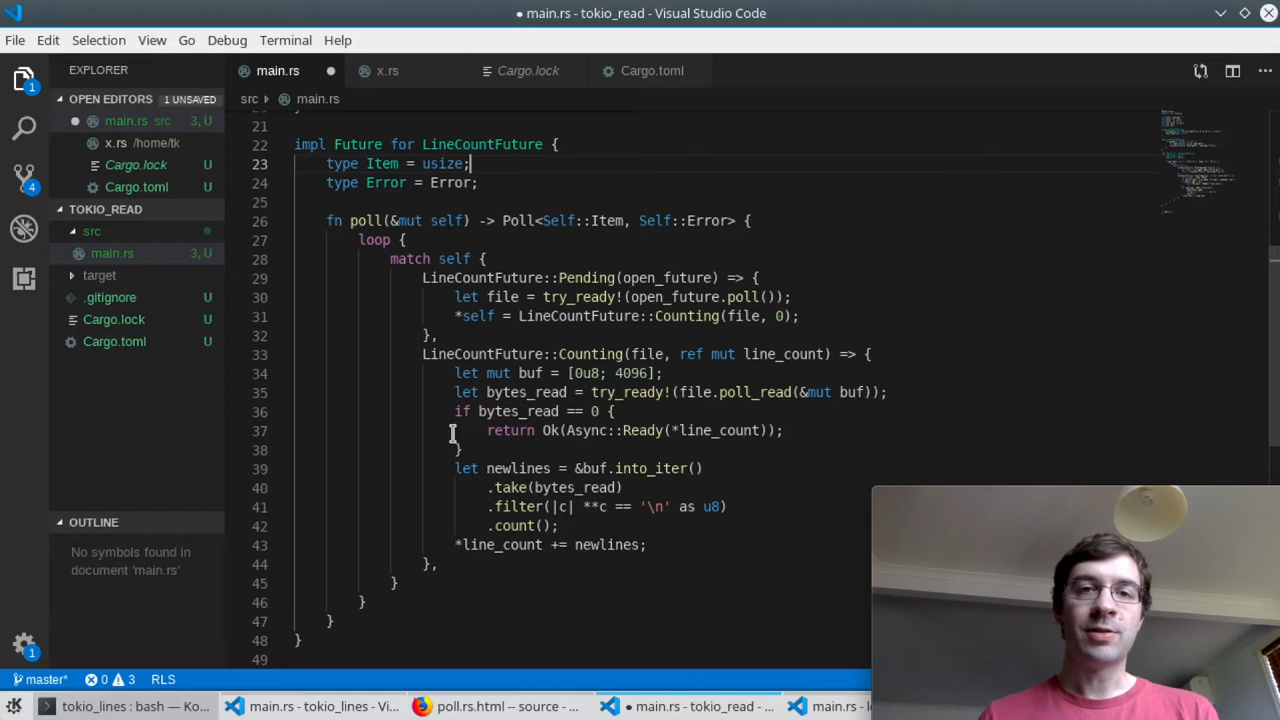 ● main.rs - tokio_read - Visual Studio Code
File Edit Selection View Go Debug Terminal Help
EXPLORER
OPEN EDITORS 1 UNSAVED
main.rs src 3, U
x.rs /home/tk
Cargo.lock U
Cargo.toml U
TOKIO_READ
src
main.rs 3, U
target
.gitignore U
Cargo.lock U
Cargo.toml U
OUTLINE
No symbols found in
document 'main.rs'
1
4
1
main.rs ● x.rs Cargo.lock Cargo.toml
src main.rs
21
22 impl Future for LineCountFuture {
23 type Item = usize;
24 type Error = Error;
25
26 fn poll(&mut self) -> Poll<Self::Item, Self::Error> {
27 loop {
28 match self {
29 LineCountFuture::Pending(open_future) => {
30 let file = try_ready!(open_future.poll());
31 *self = LineCountFuture::Counting(file, 0);
32 },
33 LineCountFuture::Counting(file, ref mut line_count) => {
34 let mut buf = [0u8; 4096];
35 let bytes_read = try_ready!(file.poll_read(&mut buf));
36 if bytes_read == 0 {
37 return Ok(Async::Ready(*line_count));
38 }
39 let newlines = &buf.into_iter()
40 .take(bytes_read)
41 .filter(|c| **c == '\n' as u8)
42 .count();
43 *line_count += newlines;
44 },
45 }
46 }
47 }
48 }
49
master* 0 3 RLS
tokio_lines : bash — Ko... main.rs - tokio_lines - Vi... poll.rs.html -- source - ... ● main.rs - tokio_read - ... main.rs - l